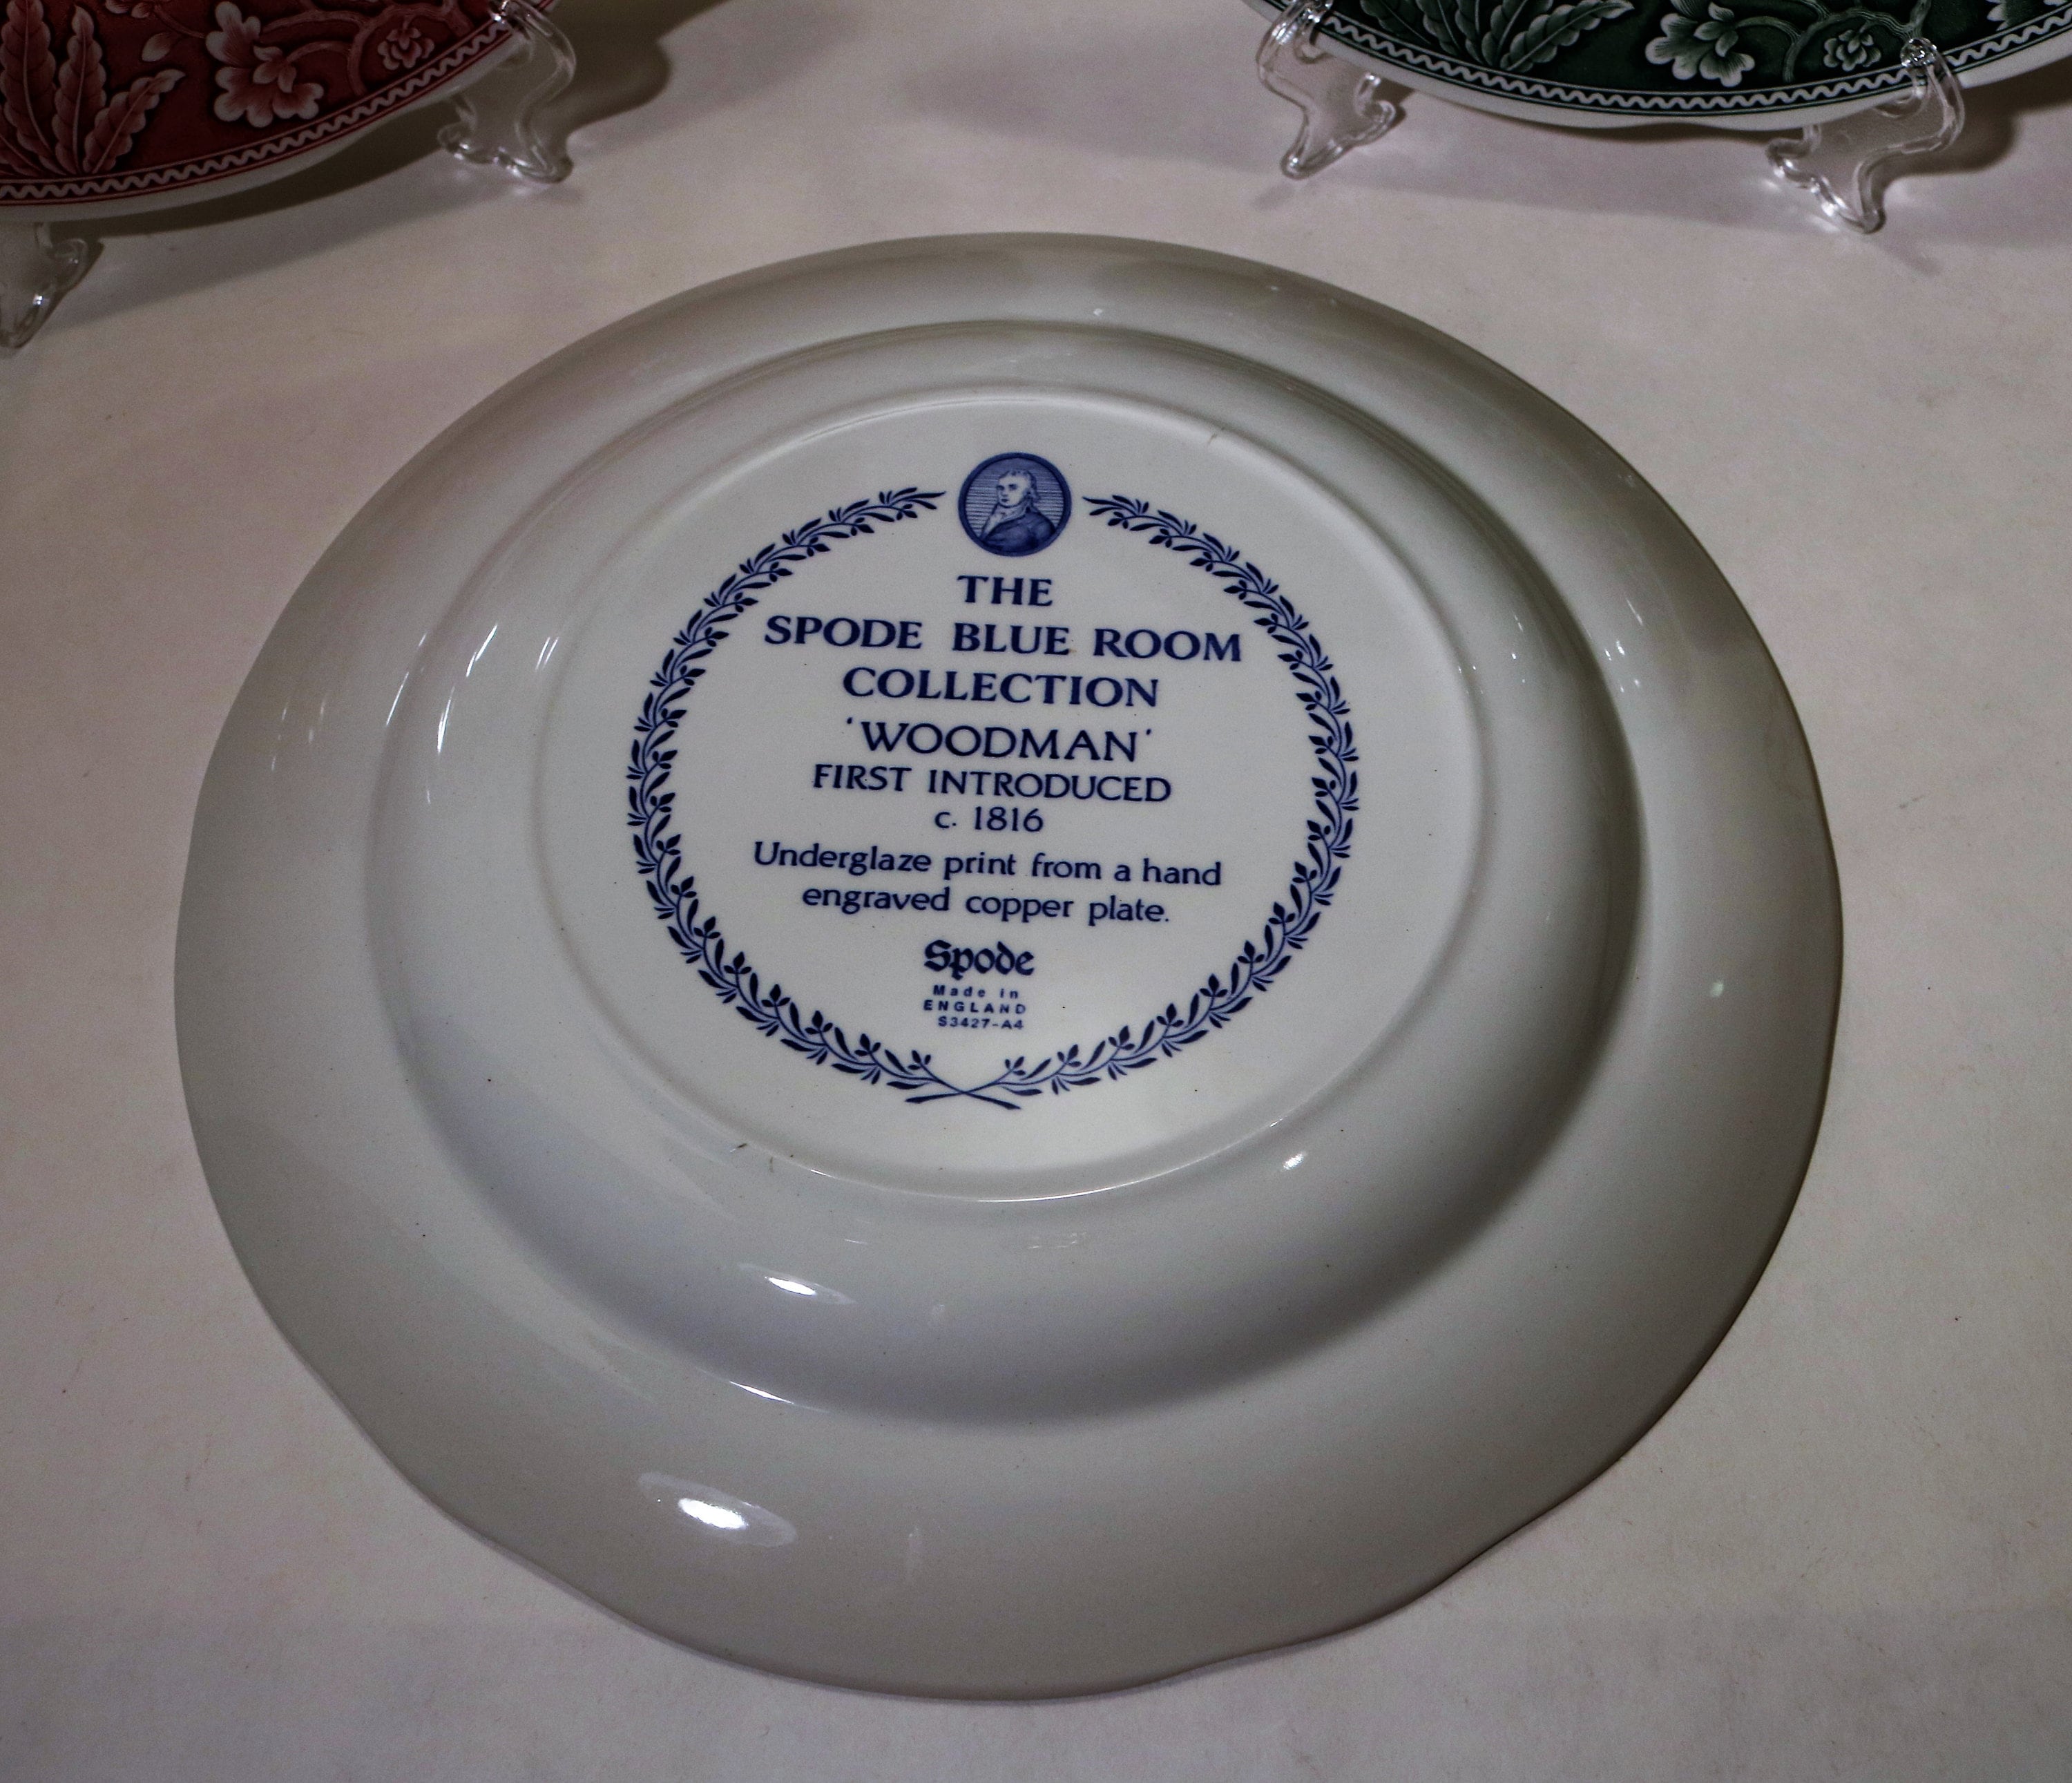 THE
SPODE BLUE ROOM
COLLECTION
'WOODMAN'
FIRST INTRODUCED
c. 1816
Underglaze print from a hand
engraved copper plate.
Spode
Made in
ENGLAND
S3427-A4